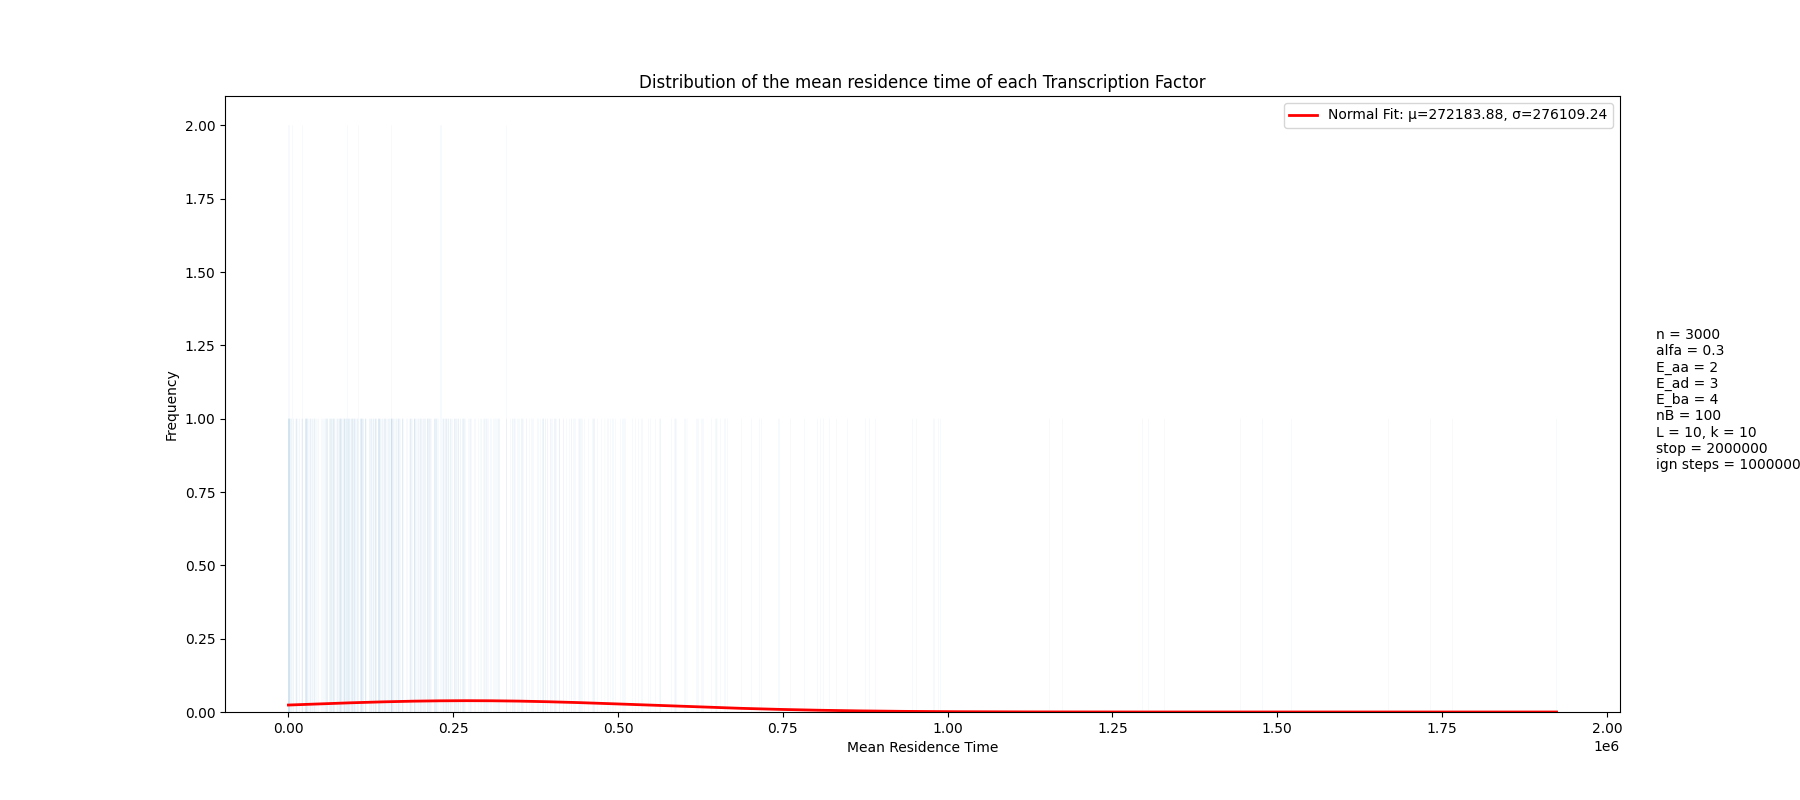 Distribution of the mean residence time of each Transcription Factor
Normal Fit: μ=272183.88, σ=276109.24
Frequency
2.00
1.75
1.50
1.25
1.00
0.75
0.50
0.25
0.00
0.00 0.25 0.50 0.75 1.00 1.25 1.50 1.75 2.00
1e6
Mean Residence Time
n = 3000
alfa = 0.3
E_aa = 2
E_ad = 3
E_ba = 4
nB = 100
L = 10, k = 10
stop = 2000000
ign steps = 1000000